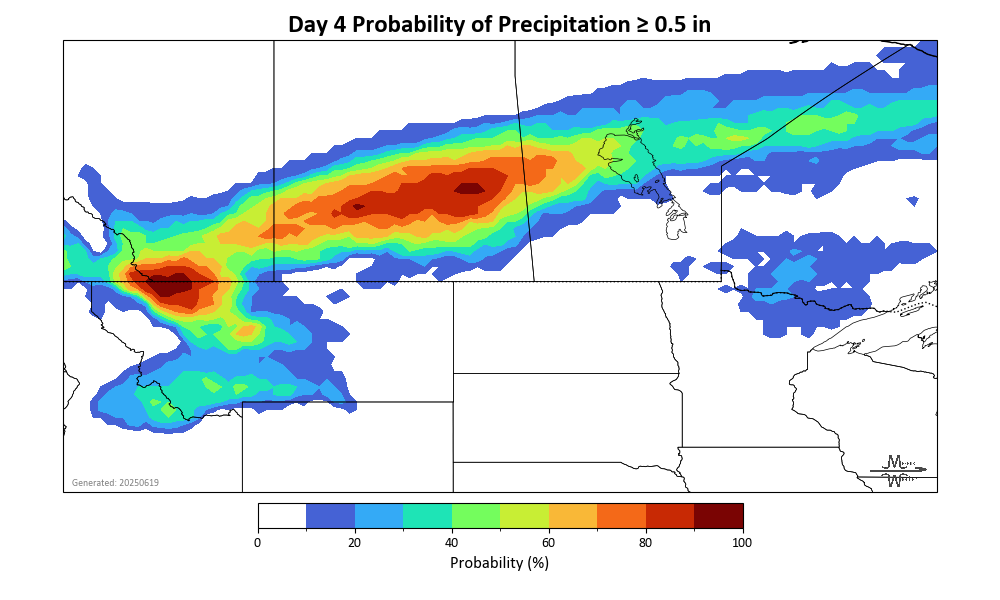 Day 4 Probability of Precipitation ≥ 0.5 in
Generated: 20250619
0 20 40 60 80 100
Probability (%)